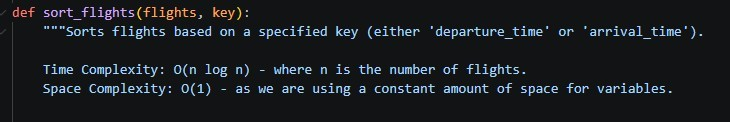 def sort_flights(flights, key):
"""Sorts flights based on a specified key (either 'departure_time' or 'arrival_time').
Time Complexity: O(n log n) - where n is the number of flights.
Space Complexity: O(1) - as we are using a constant amount of space for variables.